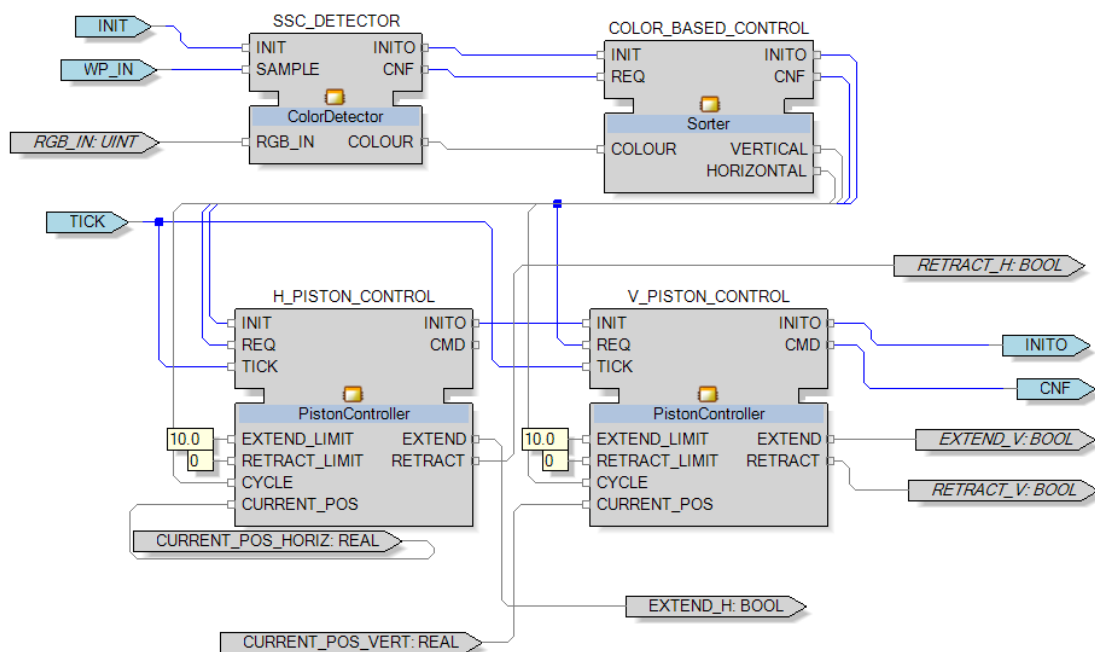 INIT
WP_IN
RGB_IN: UINT
SSC_DETECTOR
INIT INITO
SAMPLE CNF
ColorDetector
RGB_IN COLOUR
COLOR_BASED_CONTROL
INIT INITO
REQ CNF
Sorter
COLOUR VERTICAL
HORIZONTAL
TICK
RETRACT_H: BOOL
H_PISTON_CONTROL
INIT INITO
REQ CMD
TICK
PistonController
10.0 EXTEND_LIMIT EXTEND
0 RETRACT_LIMIT RETRACT
CYCLE
CURRENT_POS
V_PISTON_CONTROL
INIT INITO
REQ CMD
TICK
PistonController
10.0 EXTEND_LIMIT EXTEND
0 RETRACT_LIMIT RETRACT
CYCLE
CURRENT_POS
INITO
CNF
EXTEND_V: BOOL
RETRACT_V: BOOL
CURRENT_POS_HORIZ: REAL
EXTEND_H: BOOL
CURRENT_POS_VERT: REAL